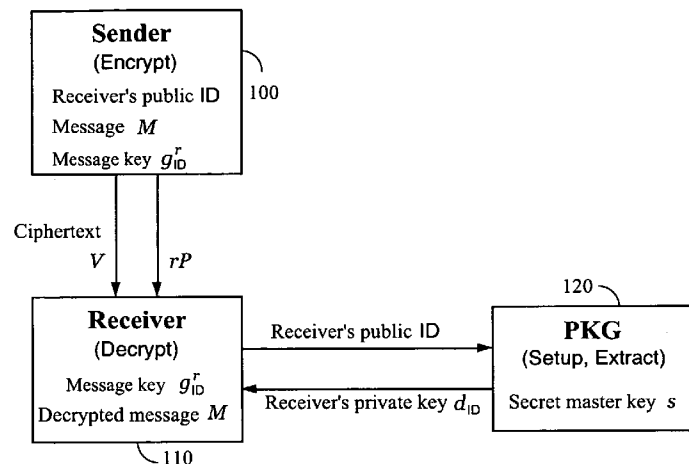 Sender
(Encrypt)
Receiver's public ID
Message M
Message key g_ID^r
100
Ciphertext
V
rP
Receiver
(Decrypt)
Message key g_ID^r
Decrypted message M
110
Receiver's public ID
Receiver's private key d_ID
120
PKG
(Setup, Extract)
Secret master key s